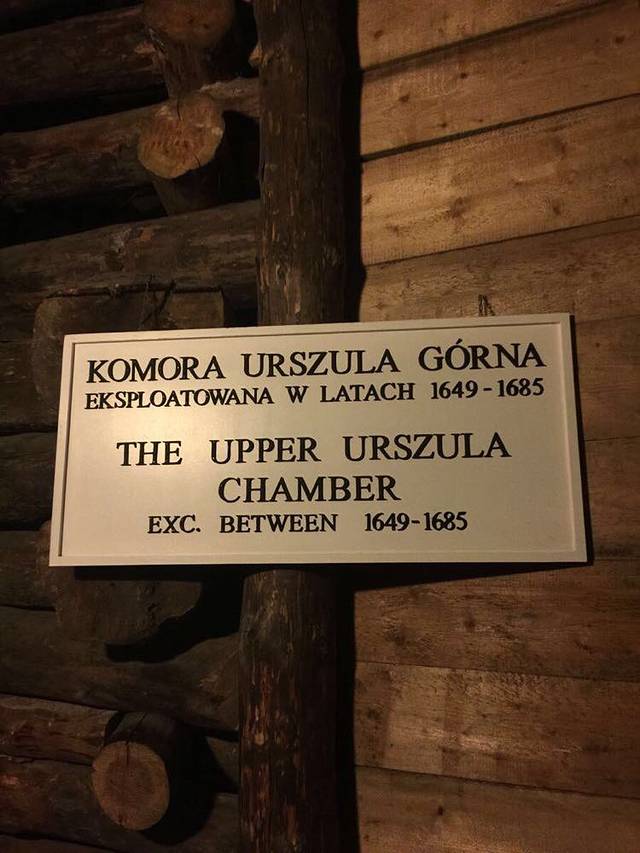 KOMORA URSZULA GÓRNA
EKSPLOATOWANA W LATACH 1649-1685
THE UPPER URSZULA
CHAMBER
EXC. BETWEEN 1649-1685